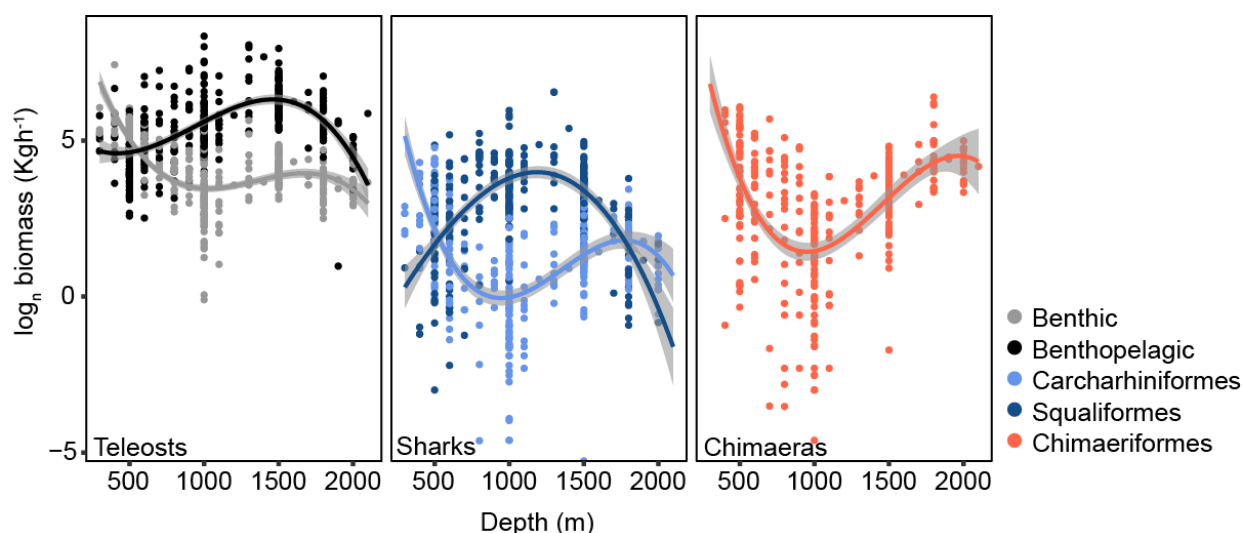 logₙ biomass (Kgh⁻¹)
5
0
−5
Teleosts
Sharks
Chimaeras
500 1000 1500 2000
500 1000 1500 2000
500 1000 1500 2000
Depth (m)
Benthic
Benthopelagic
Carcharhiniformes
Squaliformes
Chimaeriformes